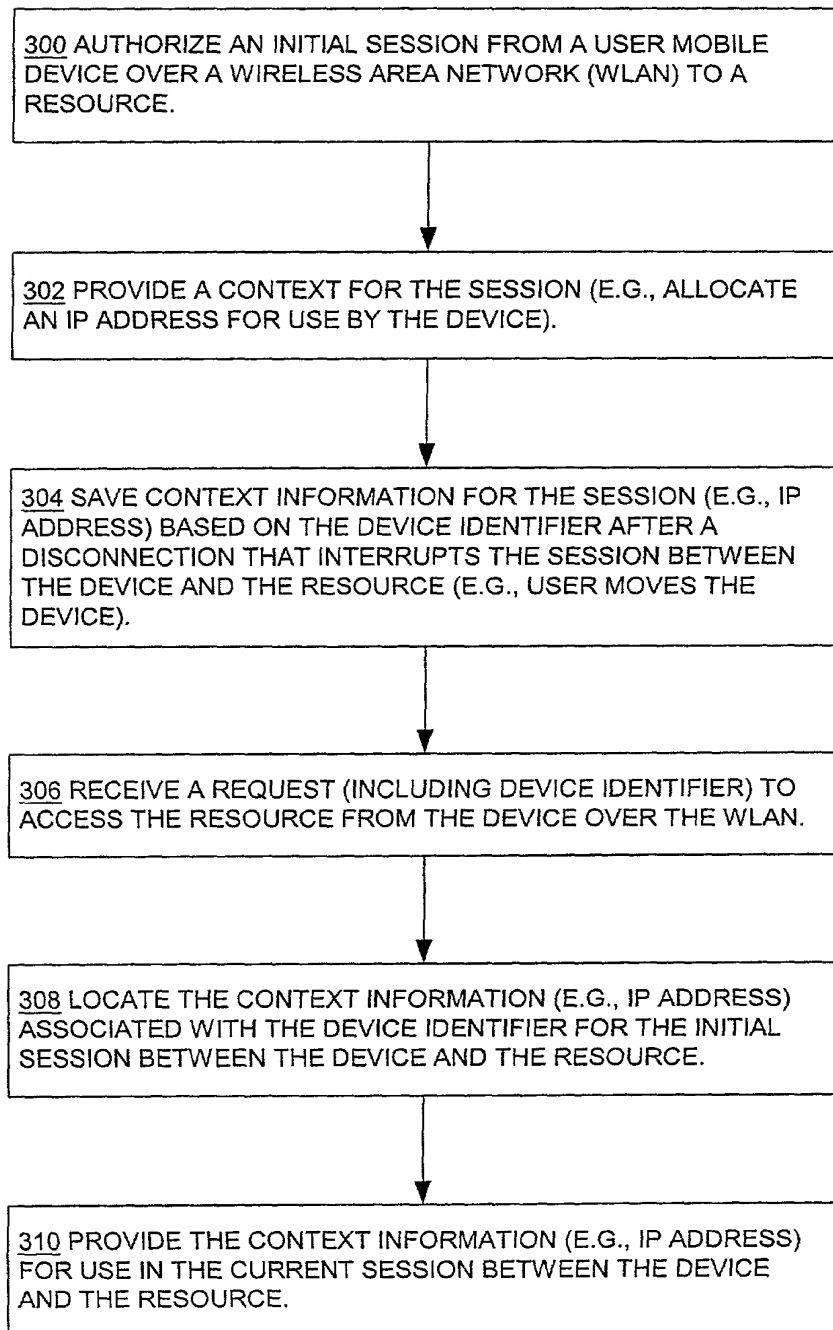 300 AUTHORIZE AN INITIAL SESSION FROM A USER MOBILE
DEVICE OVER A WIRELESS AREA NETWORK (WLAN) TO A
RESOURCE.
302 PROVIDE A CONTEXT FOR THE SESSION (E.G., ALLOCATE
AN IP ADDRESS FOR USE BY THE DEVICE).
304 SAVE CONTEXT INFORMATION FOR THE SESSION (E.G., IP
ADDRESS) BASED ON THE DEVICE IDENTIFIER AFTER A
DISCONNECTION THAT INTERRUPTS THE SESSION BETWEEN
THE DEVICE AND THE RESOURCE (E.G., USER MOVES THE
DEVICE).
306 RECEIVE A REQUEST (INCLUDING DEVICE IDENTIFIER) TO
ACCESS THE RESOURCE FROM THE DEVICE OVER THE WLAN.
308 LOCATE THE CONTEXT INFORMATION (E.G., IP ADDRESS)
ASSOCIATED WITH THE DEVICE IDENTIFIER FOR THE INITIAL
SESSION BETWEEN THE DEVICE AND THE RESOURCE.
310 PROVIDE THE CONTEXT INFORMATION (E.G., IP ADDRESS)
FOR USE IN THE CURRENT SESSION BETWEEN THE DEVICE
AND THE RESOURCE.